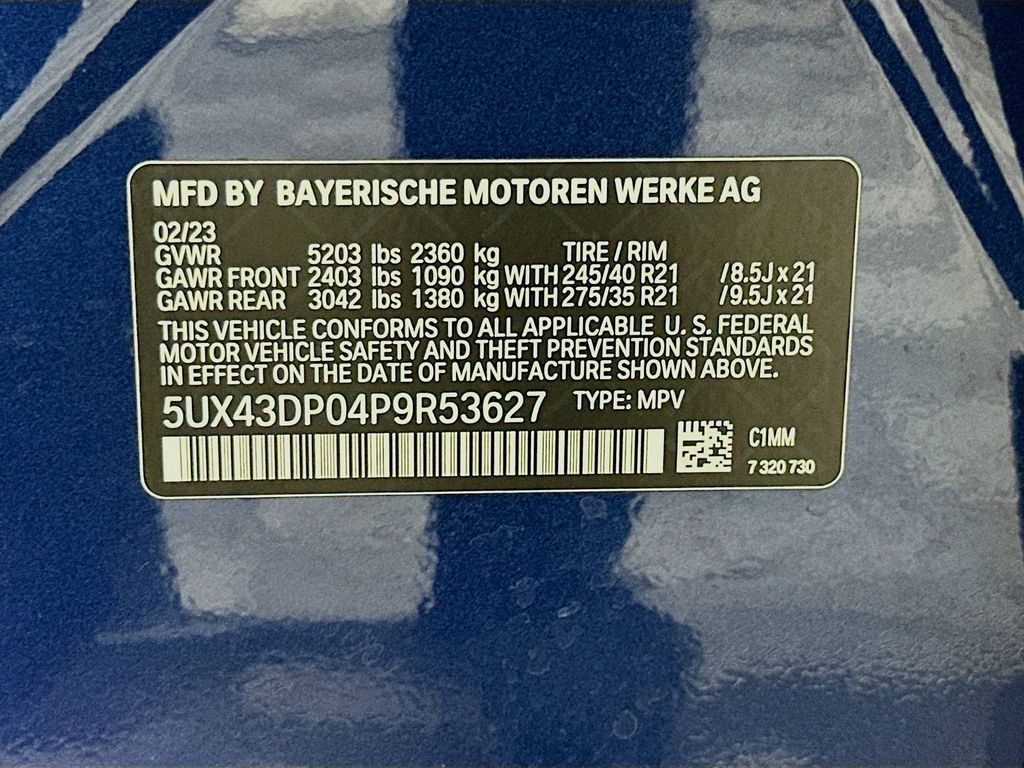 MFD BY BAYERISCHE MOTOREN WERKE AG
02/23
GVWR 5203 lbs 2360 kg TIRE / RIM
GAWR FRONT 2403 lbs 1090 kg WITH 245/40 R21 /8.5J x 21
GAWR REAR 3042 lbs 1380 kg WITH 275/35 R21 /9.5J x 21
THIS VEHICLE CONFORMS TO ALL APPLICABLE U. S. FEDERAL
MOTOR VEHICLE SAFETY AND THEFT PREVENTION STANDARDS
IN EFFECT ON THE DATE OF MANUFACTURE SHOWN ABOVE.
5UX43DP04P9R53627 TYPE: MPV
C1MM
7 320 730